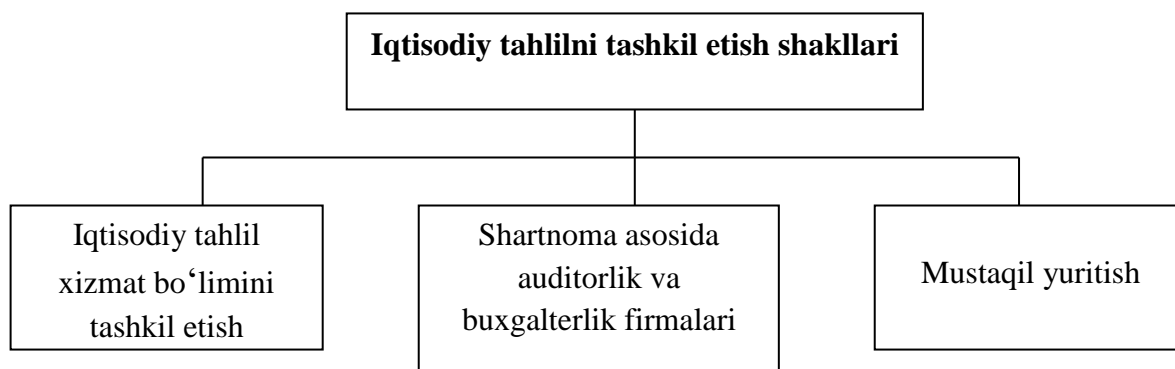 Iqtisodiy tahlilni tashkil etish shakllari
Iqtisodiy tahlil
xizmat bo‘limini
tashkil etish
Shartnoma asosida
auditorlik va
buxgalterlik firmalari
Mustaqil yuritish